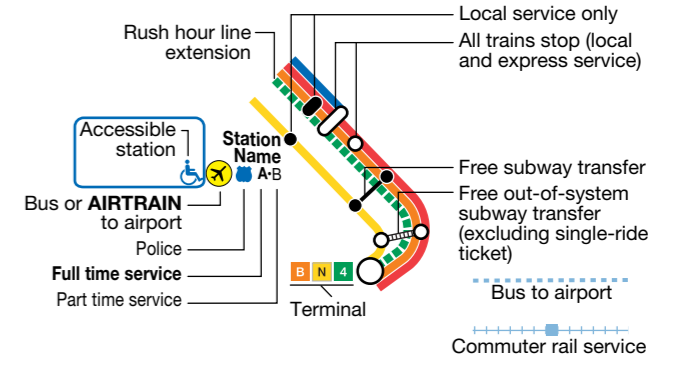 Local service only
Rush hour line
extension
All trains stop (local
and express service)
Accessible
station
Station
Name
A•B
Bus or AIRTRAIN
to airport
Police
Full time service
Part time service
Free subway transfer
Free out-of-system
subway transfer
(excluding single-ride
ticket)
B N 4
Terminal
Bus to airport
Commuter rail service